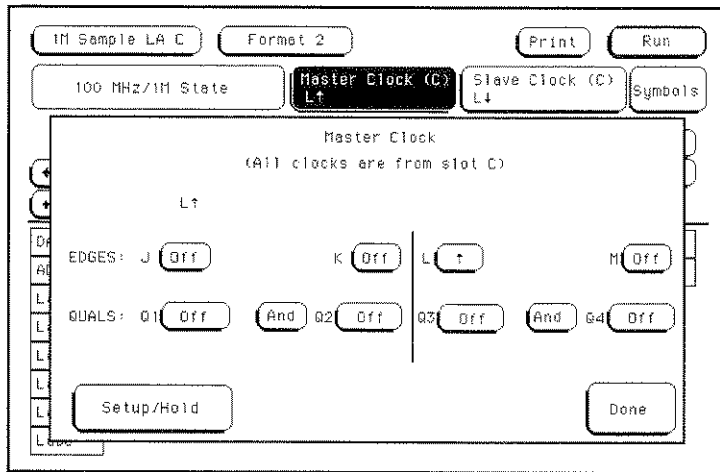 1M Sample LA C Format 2 Print Run
100 MHz/1M State Master Clock (C) Slave Clock (C) Symbols
L↑ L↓
Master Clock
(All clocks are from slot C)
L↑
EDGES: J Off K Off L ↑ M Off
QUALS: Q1 Off And Q2 Off Q3 Off And Q4 Off
Setup/Hold Done